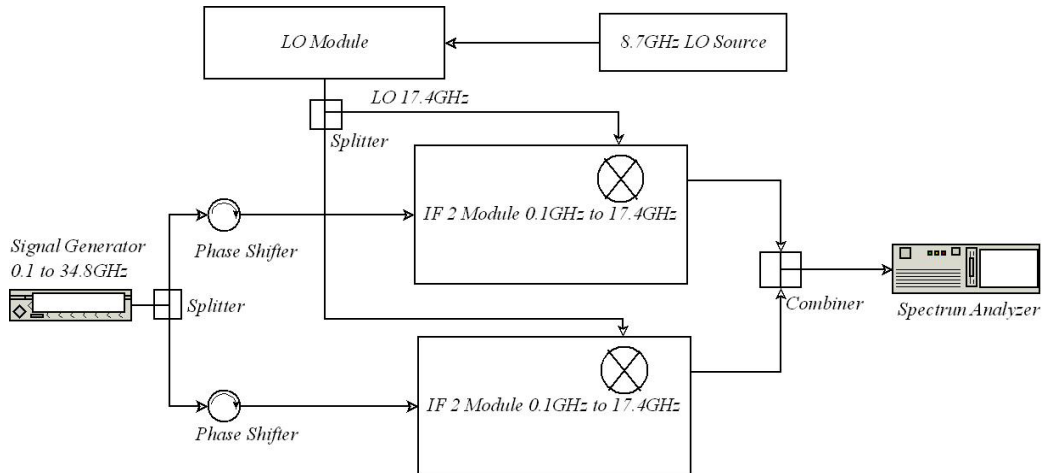 LO Module
8.7GHz LO Source
LO 17.4GHz
Splitter
IF 2 Module 0.1GHz to 17.4GHz
Phase Shifter
Signal Generator
0.1 to 34.8GHz
Splitter
Combiner
Spectrun Analyzer
IF 2 Module 0.1GHz to 17.4GHz
Phase Shifter